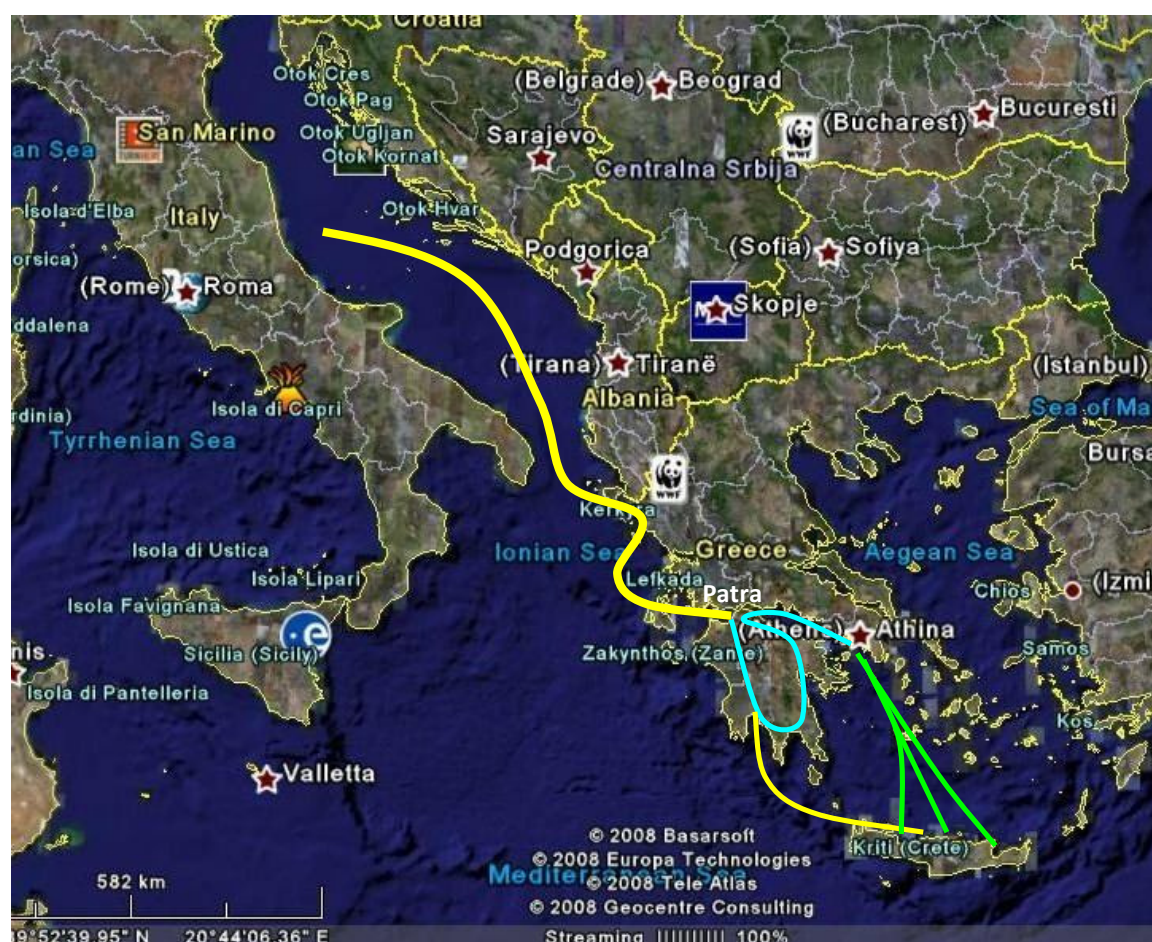 Croatia
Otok Cres
(Belgrade) Beograd
Otok Pag
Bucuresti
(Bucharest)
San Marino
Otok Ugljan
Sarajevo
an Sea
Otok Kornat
WWF
Centralna Srbija
Isola d'Elba
Italy
Otok Hvar
Podgorica
(Sofia) Sofiya
orsica)
(Rome) Roma
Skopje
ddalena
(Tirana) Tiranë
(Istanbul)
Albania
Isola di Capri
Sea of Ma
rdinia)
Tyrrhenian Sea
Bursa
WWF
Isola di Ustica
Ionian Sea
Greece
Aegean Sea
Isola Lipari
Lefkada
Chios
(Izmi
Patra
Isola Favignana
(Athens) Athina
nis
Sicilia (Sicily)
Zakynthos (Zante)
Samos
Isola di Pantelleria
Kos
Valletta
© 2008 Basarsoft
Kriti (Crete)
© 2008 Europa Technologies
Mediterranean Sea
582 km
© 2008 Tele Atlas
© 2008 Geocentre Consulting
9°52'39.95" N 20°44'06.36" E
Streaming |||||||||| 100%